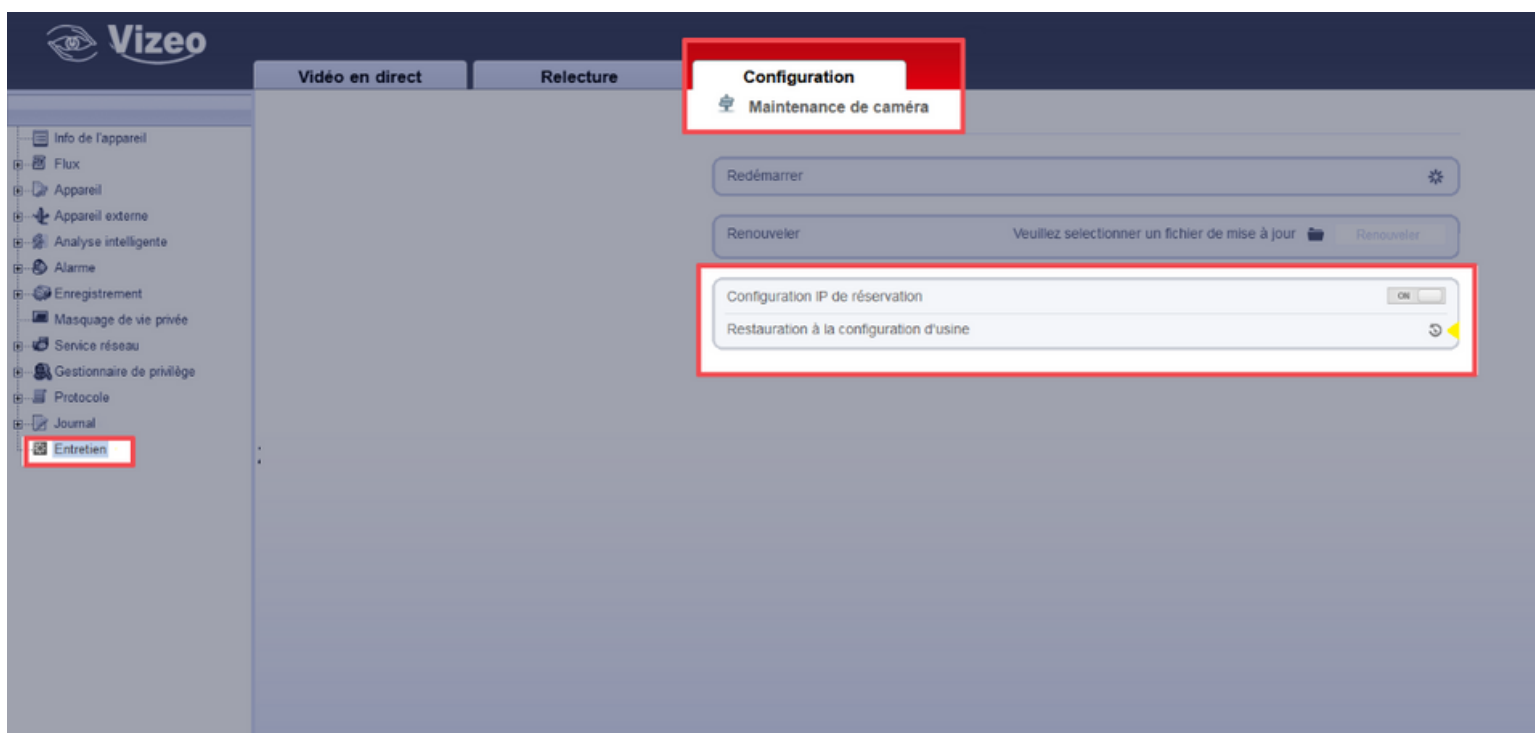 Vizeo
Vidéo en direct
Relecture
Configuration
Maintenance de caméra
Info de l'appareil
Flux
Appareil
Appareil externe
Analyse intelligente
Alarme
Enregistrement
Masquage de vie privée
Service réseau
Gestionnaire de privilège
Protocole
Journal
Entretien
Redémarrer
Renouveler Veuillez selectionner un fichier de mise à jour Renouveler
Configuration IP de réservation ON
Restauration à la configuration d'usine